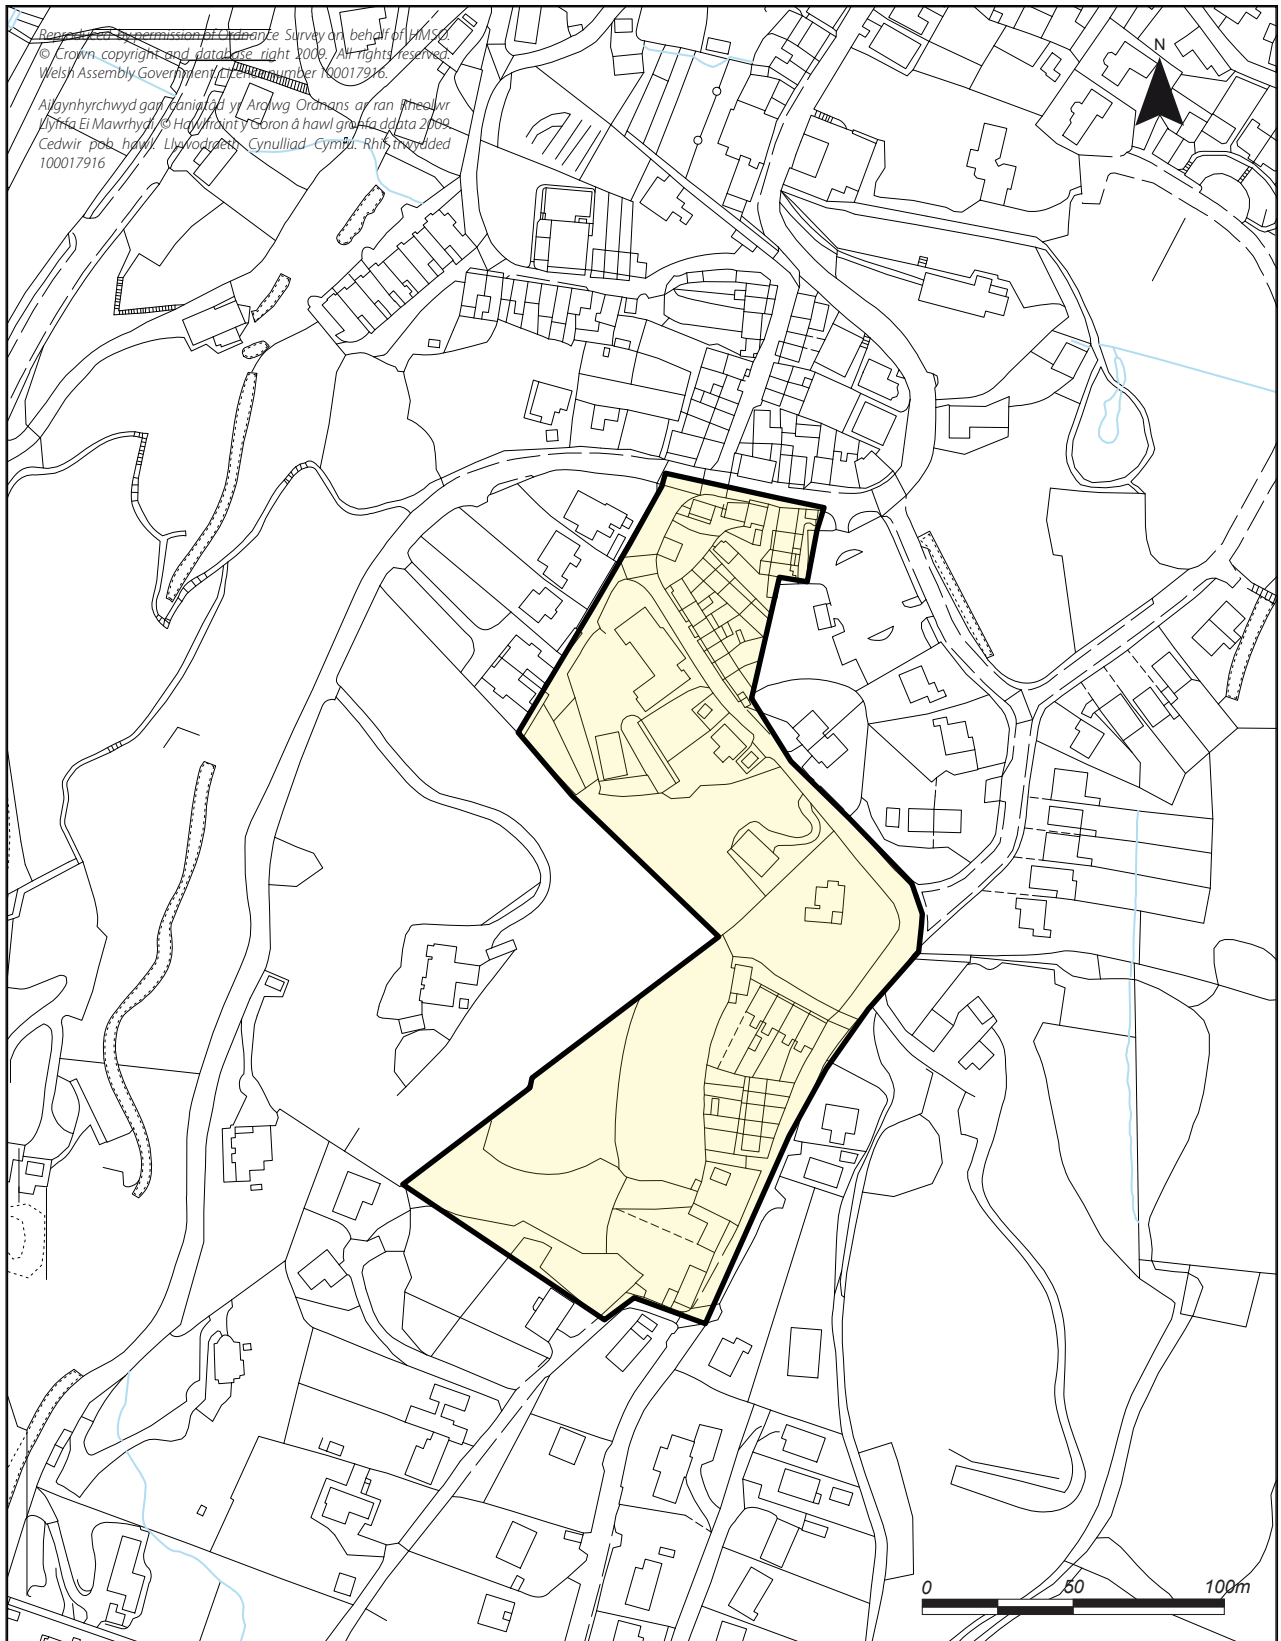 Reproduced by permission of Ordnance Survey on behalf of HMSO.
© Crown copyright and database right 2009. All rights reserved.
Welsh Assembly Government. Licence number 100017916.
Atgynhyrchwyd gan caniatâd yr Arolwg Ordnans ar ran Rheolwr
Llyfrfa Ei Mawrhydi. © Hawlfraint y Goron â hawl gronfa ddata 2009.
Cedwir pob hawl. Llywodraeth Cynulliad Cymru. Rhif trwydded
100017916
N
0 50 100m